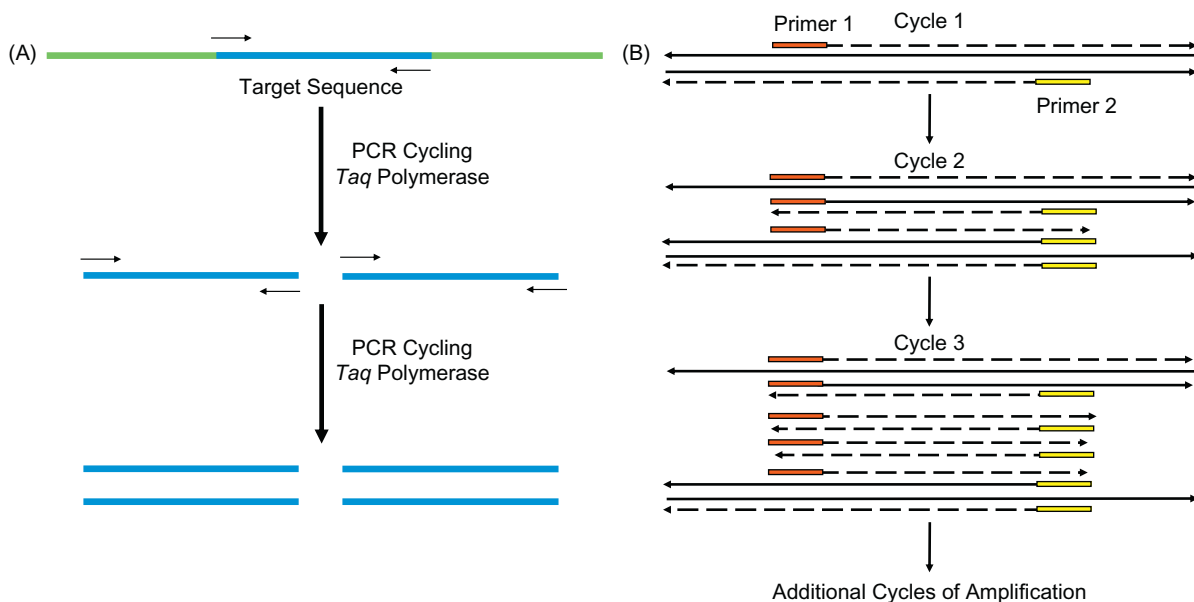 (A)
Target Sequence
PCR Cycling
Taq Polymerase
PCR Cycling
Taq Polymerase
(B)
Primer 1
Cycle 1
Primer 2
Cycle 2
Cycle 3
Additional Cycles of Amplification